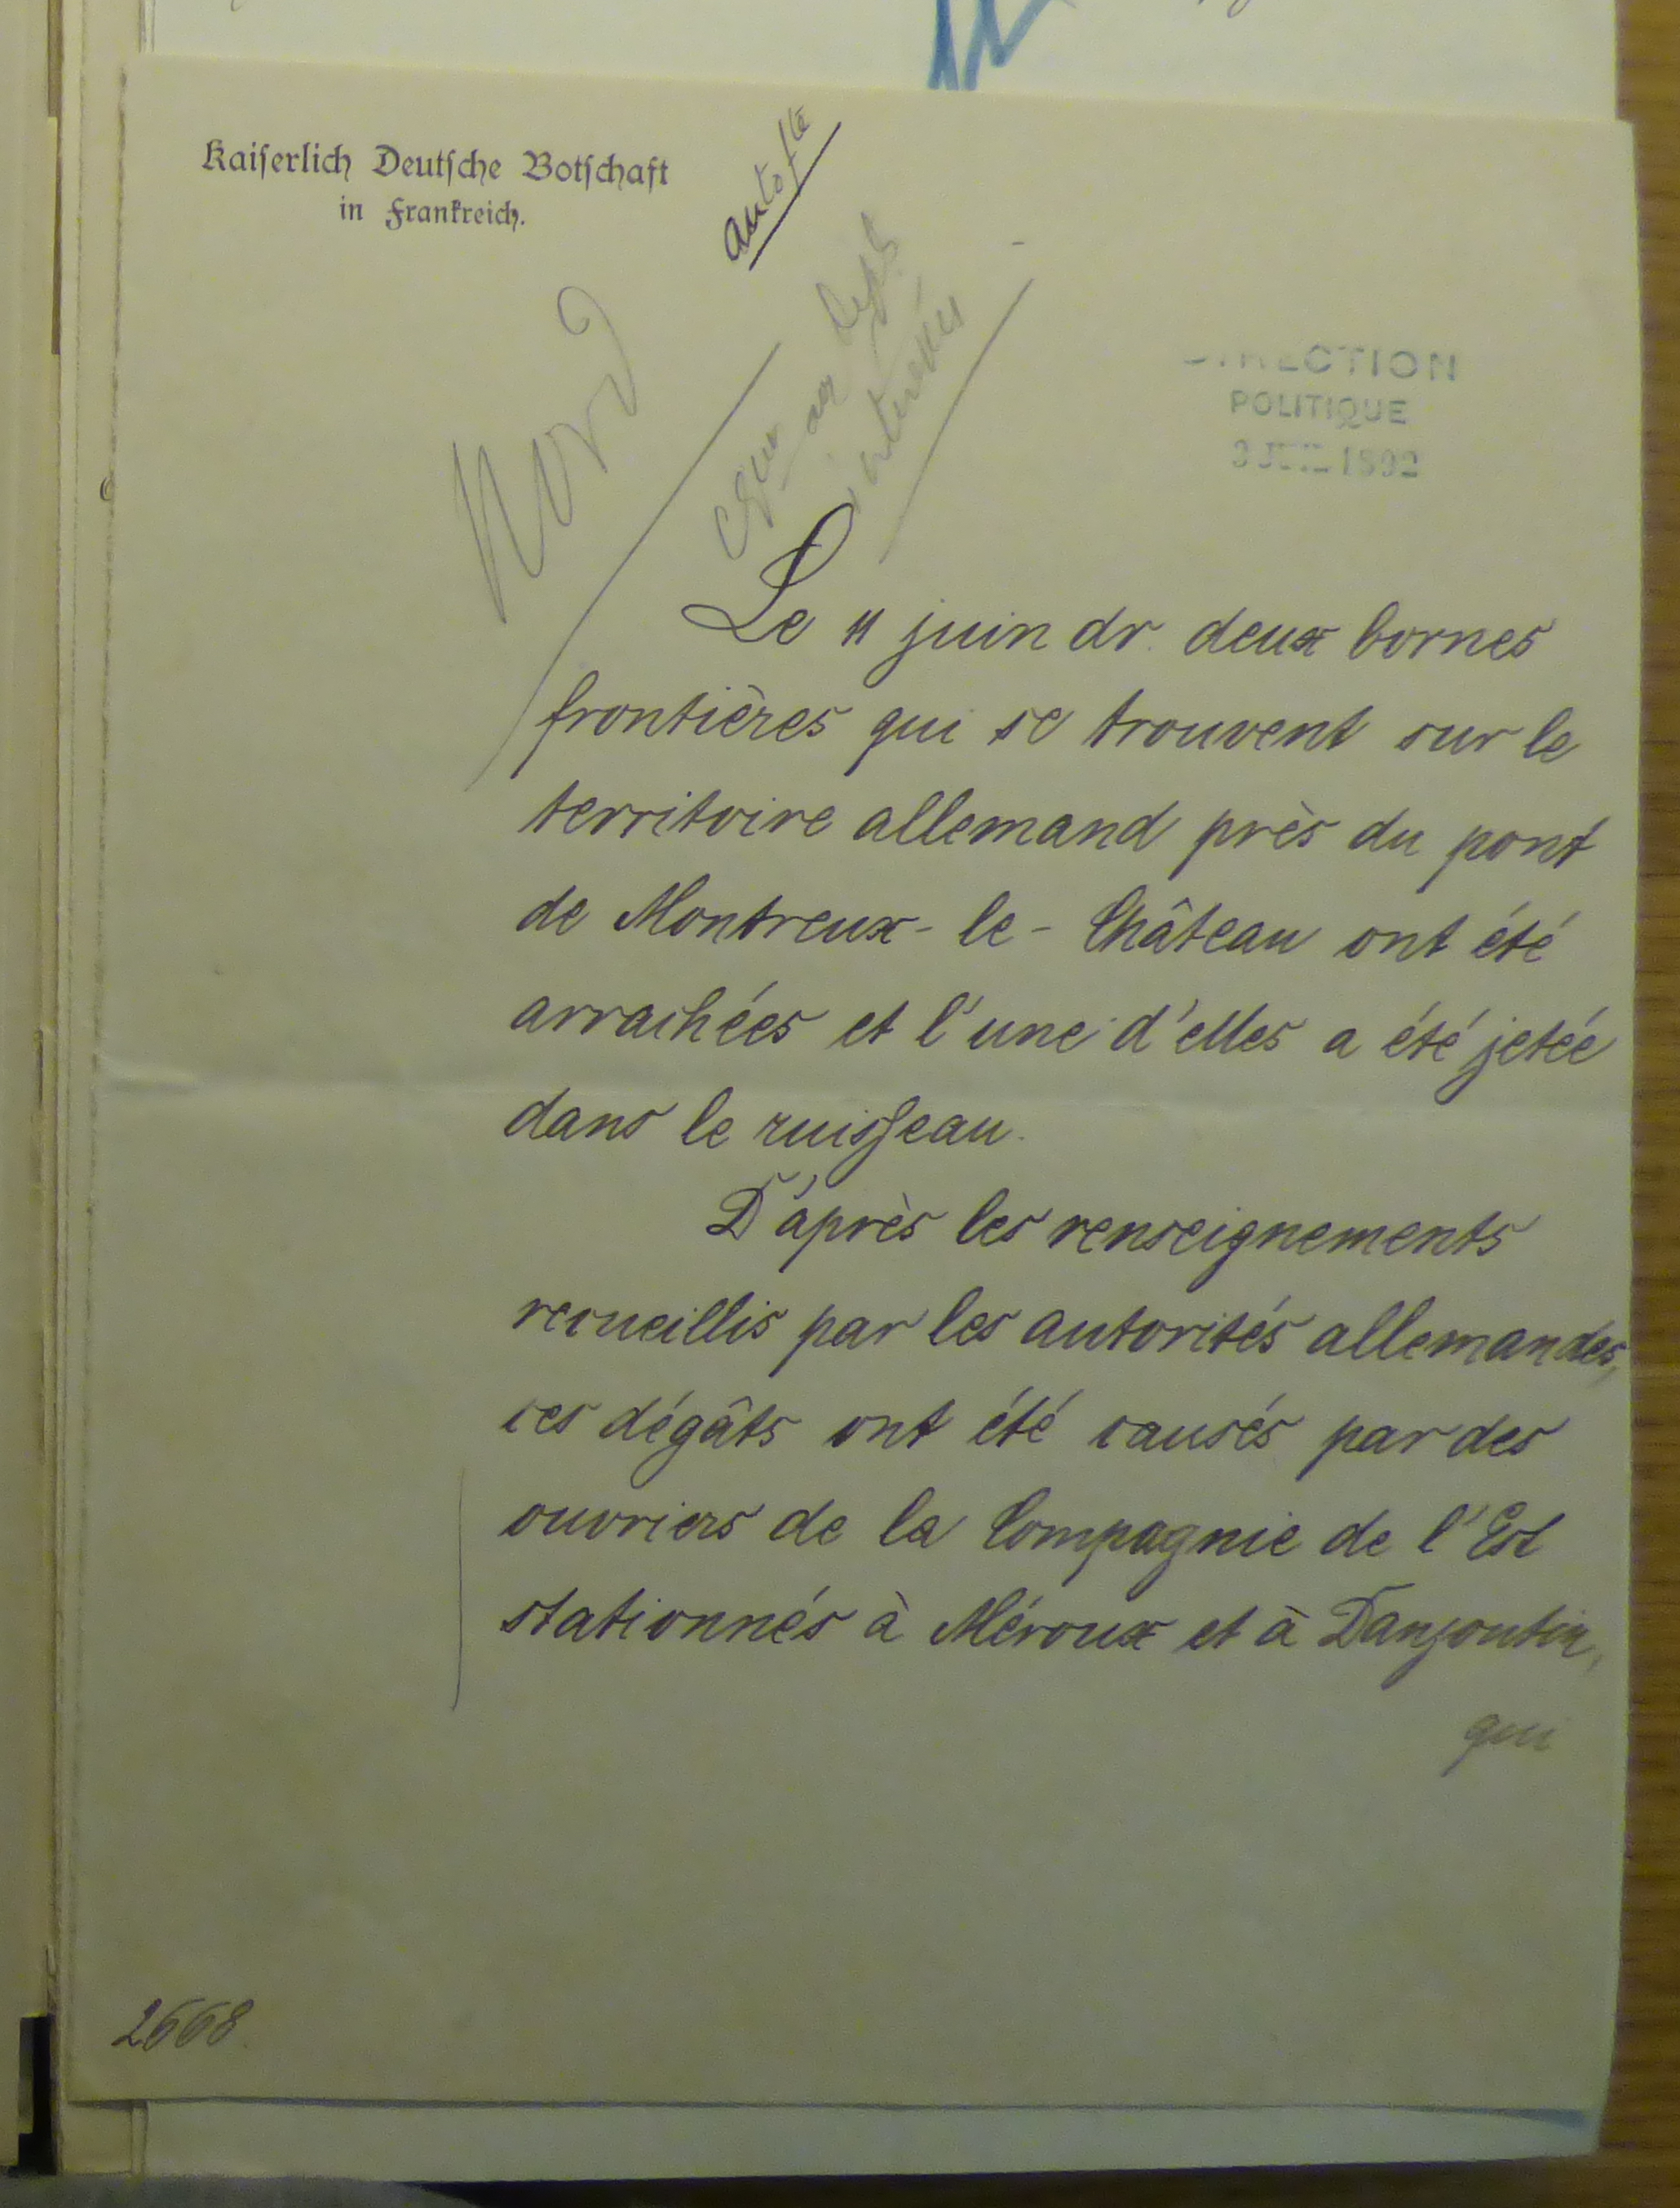 Kaiserlich Deutsche Botschaft
in Frankreich.
Nord
DIRECTION
POLITIQUE
3 JUIL 1892
Le 11 juin dr. deux bornes
frontières qui se trouvent sur le
territoire allemand près du pont
de Montreux-le-Château ont été
arrachées et l'une d'elles a été jetée
dans le ruisseau.
D'après les renseignements
recueillis par les autorités allemandes,
ces dégâts ont été causés par des
ouvriers de la Compagnie de l'Est
stationnés à Méroux et à Danjoutin,
qui
2668.